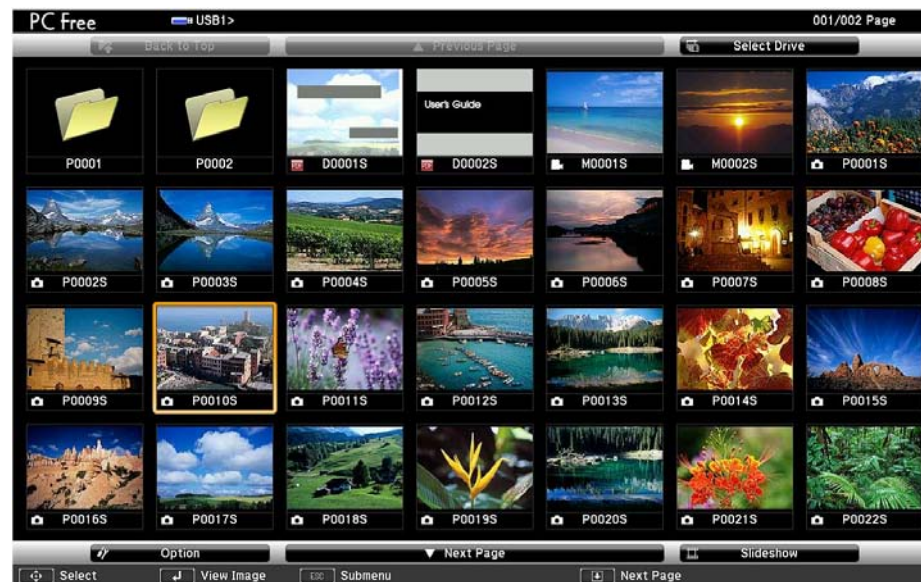 PC Free USB1> 001/002 Page
Back to Top ▲ Previous Page Select Drive
User's Guide
P0001 P0002 D0001S D0002S M0001S M0002S P0001S
P0002S P0003S P0004S P0005S P0006S P0007S P0008S
P0009S P0010S P0011S P0012S P0013S P0014S P0015S
P0016S P0017S P0018S P0019S P0020S P0021S P0022S
Option ▼ Next Page Slideshow
Select View Image ESC Submenu Next Page